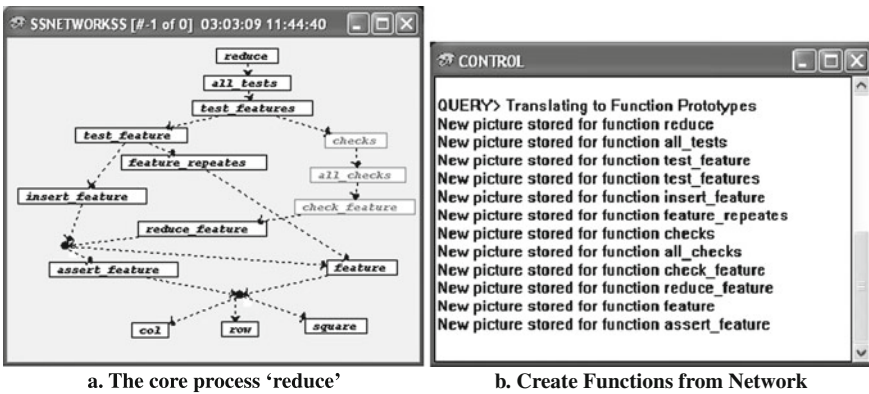 SSNETWORKSS [#-1 of 0] 03:03:09 11:44:40
reduce
all_tests
test_features
test_feature
checks
feature_repeates
all_checks
insert_feature
check_feature
reduce_feature
assert_feature
feature
col
row
square
a. The core process ‘reduce’
CONTROL
QUERY> Translating to Function Prototypes
New picture stored for function reduce
New picture stored for function all_tests
New picture stored for function test_feature
New picture stored for function test_features
New picture stored for function insert_feature
New picture stored for function feature_repeates
New picture stored for function checks
New picture stored for function all_checks
New picture stored for function check_feature
New picture stored for function reduce_feature
New picture stored for function feature
New picture stored for function assert_feature
b. Create Functions from Network